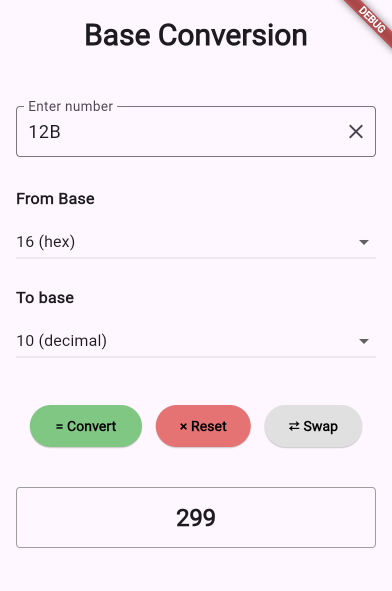 DEBUG
Base Conversion
Enter number
12B
From Base
16 (hex)
To base
10 (decimal)
= Convert
× Reset
⇄ Swap
299